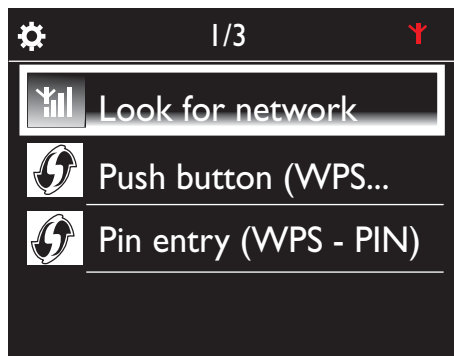 1/3
Look for network
Push button (WPS...
Pin entry (WPS - PIN)